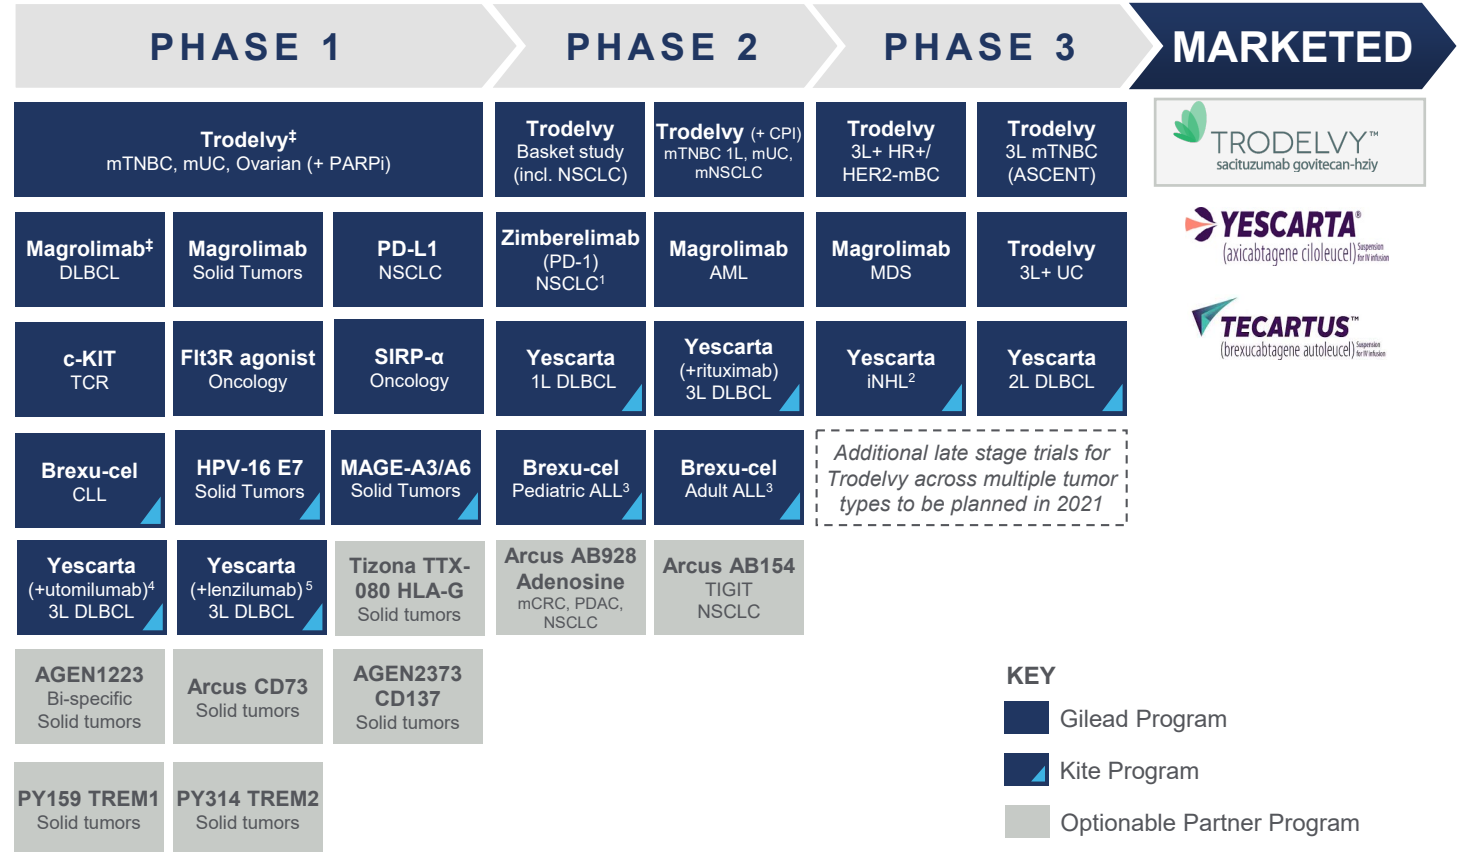 PHASE 1
PHASE 2
PHASE 3
MARKETED
Trodelvy‡
mTNBC, mUC, Ovarian (+ PARPi)
Trodelvy
Basket study
(incl. NSCLC)
Trodelvy (+ CPI)
mTNBC 1L, mUC,
mNSCLC
Trodelvy
3L+ HR+/
HER2-mBC
Trodelvy
3L mTNBC
(ASCENT)
TRODELVY™
sacituzumab govitecan-hziy
Magrolimab‡
DLBCL
Magrolimab
Solid Tumors
PD-L1
NSCLC
Zimberelimab
(PD-1)
NSCLC1
Magrolimab
AML
Magrolimab
MDS
Trodelvy
3L+ UC
YESCARTA®
(axicabtagene ciloleucel) Suspension
for IV infusion
c-KIT
TCR
Flt3R agonist
Oncology
SIRP-α
Oncology
Yescarta
1L DLBCL
Yescarta
(+rituximab)
3L DLBCL
Yescarta
iNHL2
Yescarta
2L DLBCL
TECARTUS™
(brexucabtagene autoleucel) Suspension
for IV infusion
Brexu-cel
CLL
HPV-16 E7
Solid Tumors
MAGE-A3/A6
Solid Tumors
Brexu-cel
Pediatric ALL3
Brexu-cel
Adult ALL3
Additional late stage trials for
Trodelvy across multiple tumor
types to be planned in 2021
Yescarta
(+utomilumab)4
3L DLBCL
Yescarta
(+lenzilumab) 5
3L DLBCL
Tizona TTX-
080 HLA-G
Solid tumors
Arcus AB928
Adenosine
mCRC, PDAC,
NSCLC
Arcus AB154
TIGIT
NSCLC
AGEN1223
Bi-specific
Solid tumors
Arcus CD73
Solid tumors
AGEN2373
CD137
Solid tumors
PY159 TREM1
Solid tumors
PY314 TREM2
Solid tumors
KEY
Gilead Program
Kite Program
Optionable Partner Program